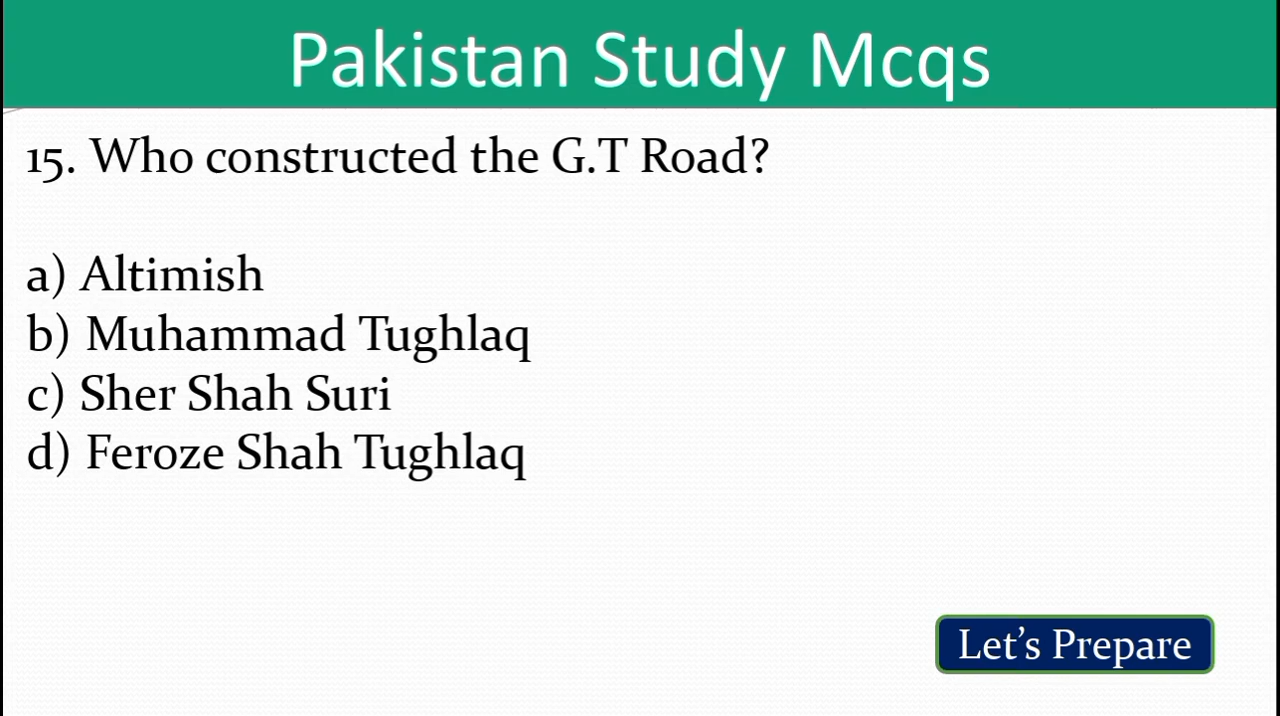 Pakistan Study Mcqs
15. Who constructed the G.T Road?
a) Altimish
b) Muhammad Tughlaq
c) Sher Shah Suri
d) Feroze Shah Tughlaq
Let's Prepare